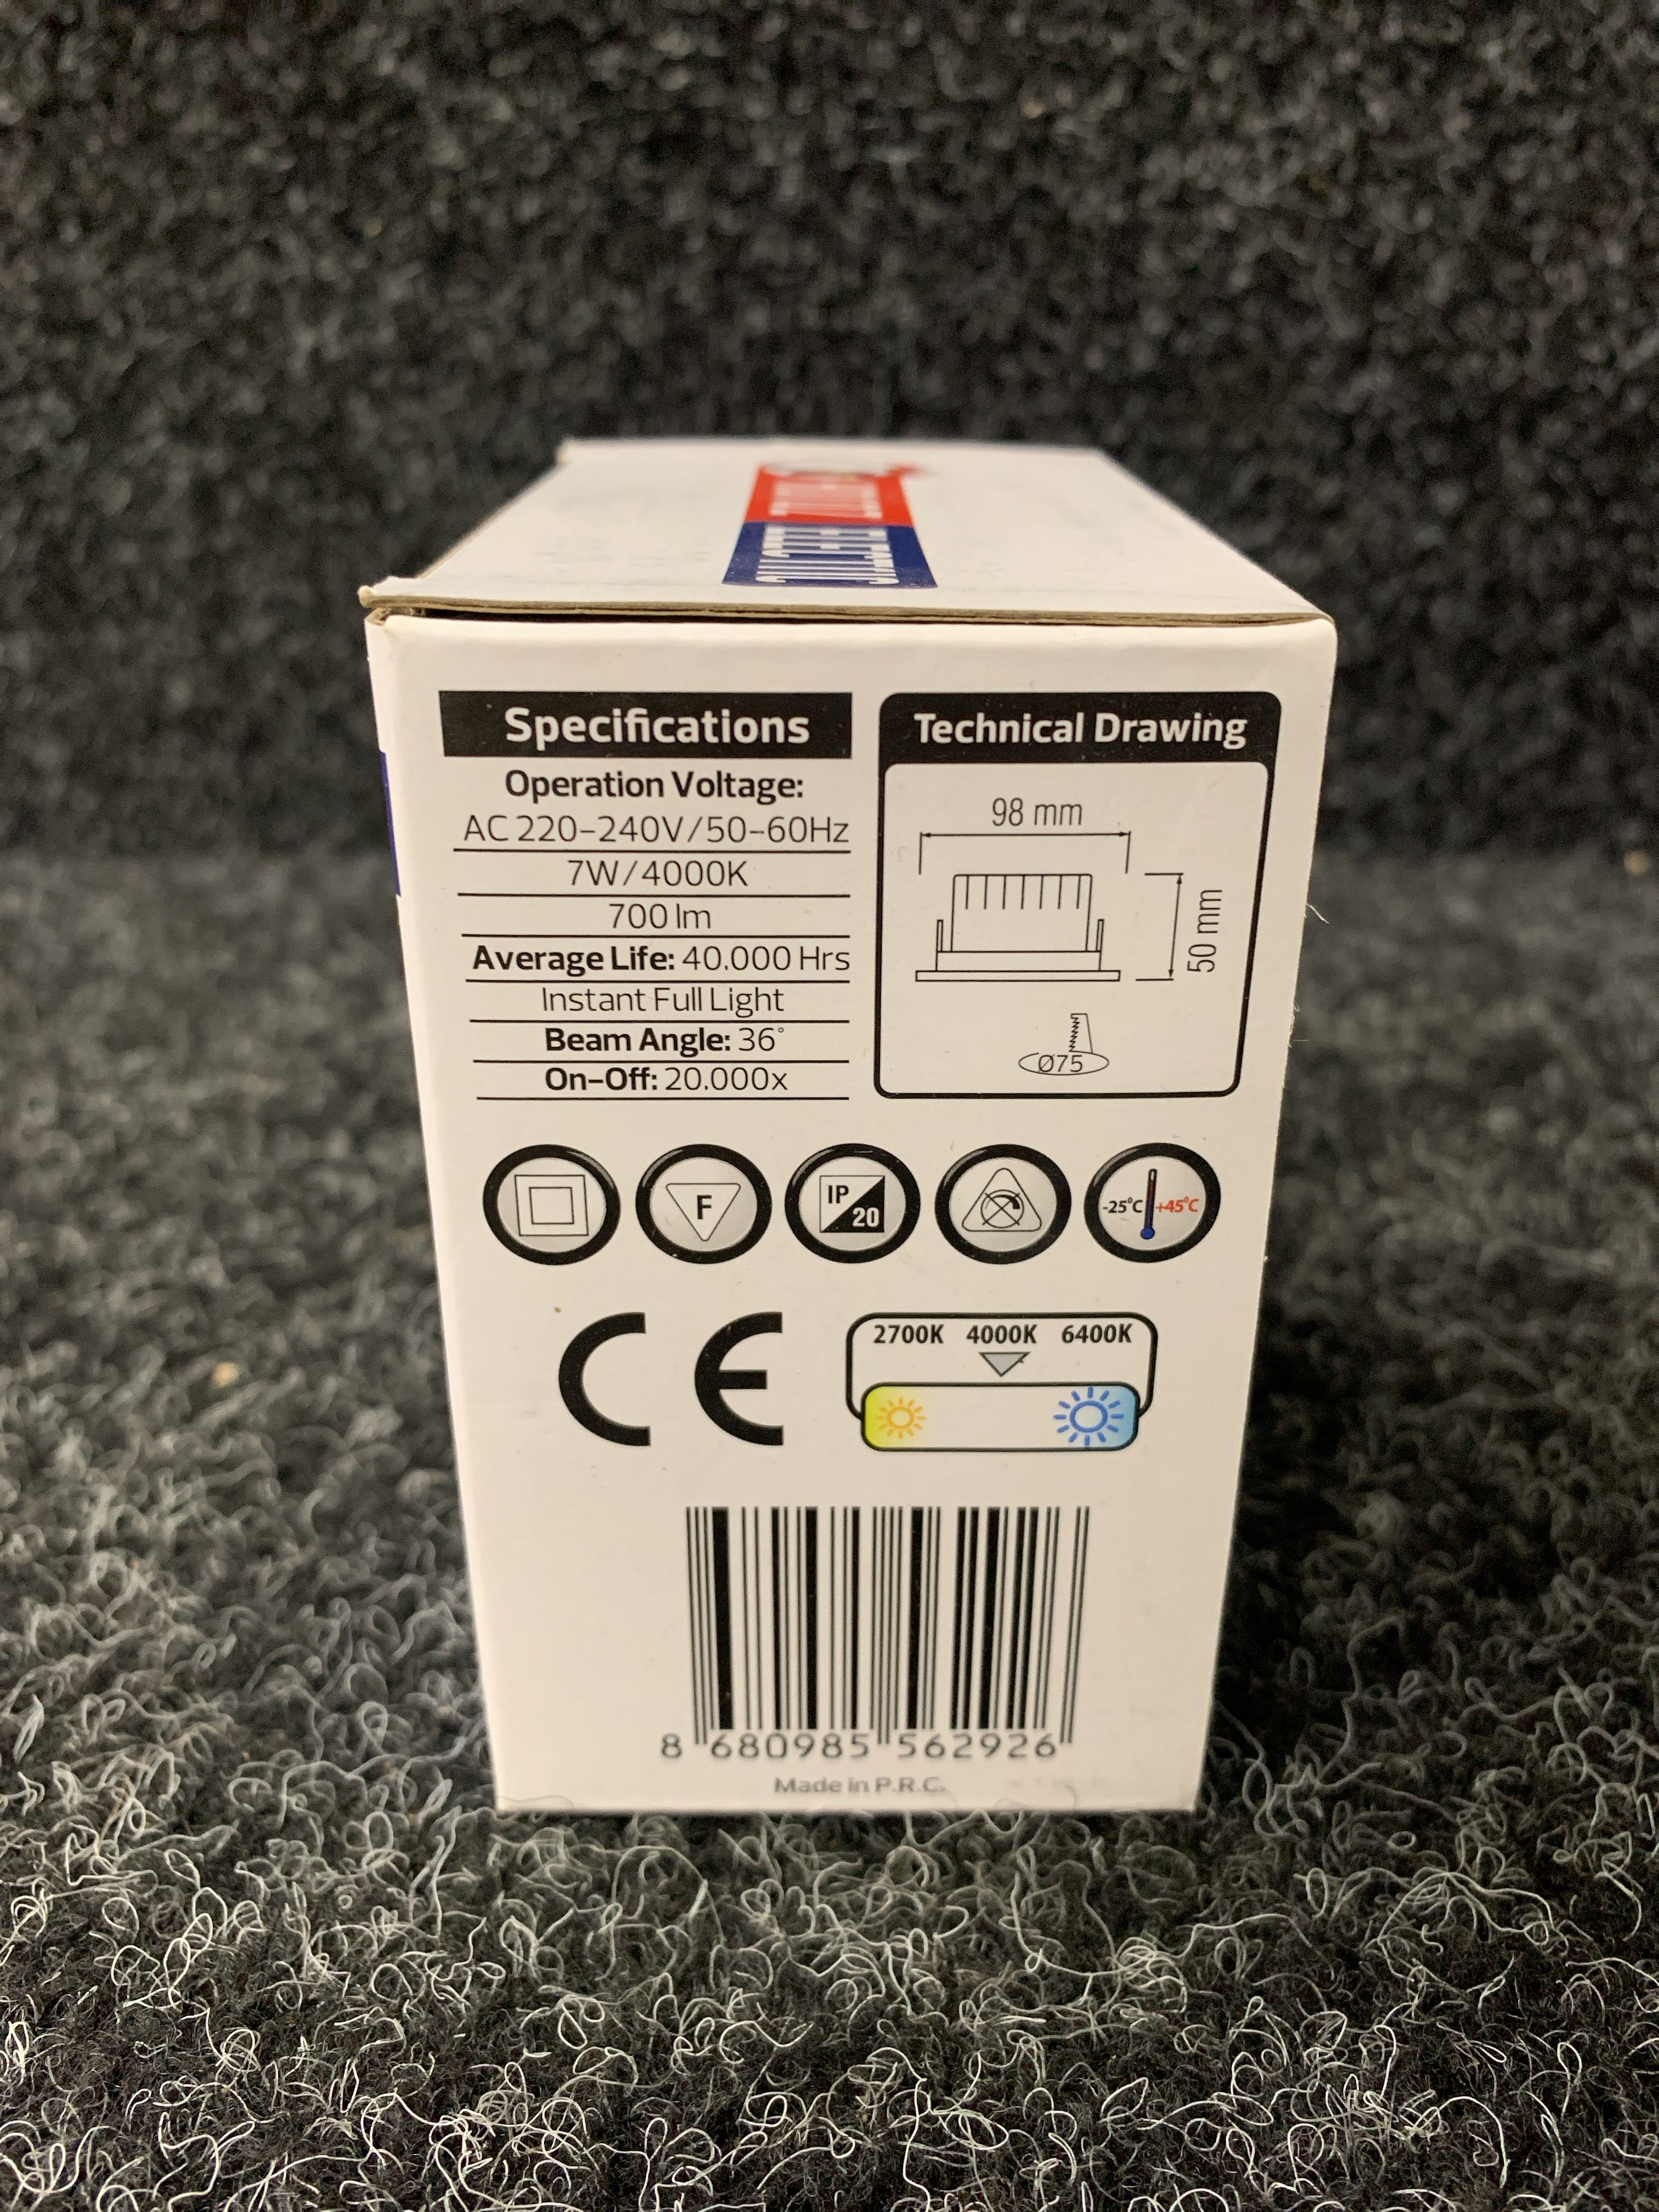 ELECTRIC
Specifications
Operation Voltage:
AC 220-240V/50-60Hz
7W/4000K
700 lm
Average Life: 40.000 Hrs
Instant Full Light
Beam Angle: 36°
On-Off: 20.000x
Technical Drawing
98 mm
50 mm
Ø75
F
IP
20
-25°C +45°C
CE
2700K 4000K 6400K
8 680985 562926
Made in P.R.C.